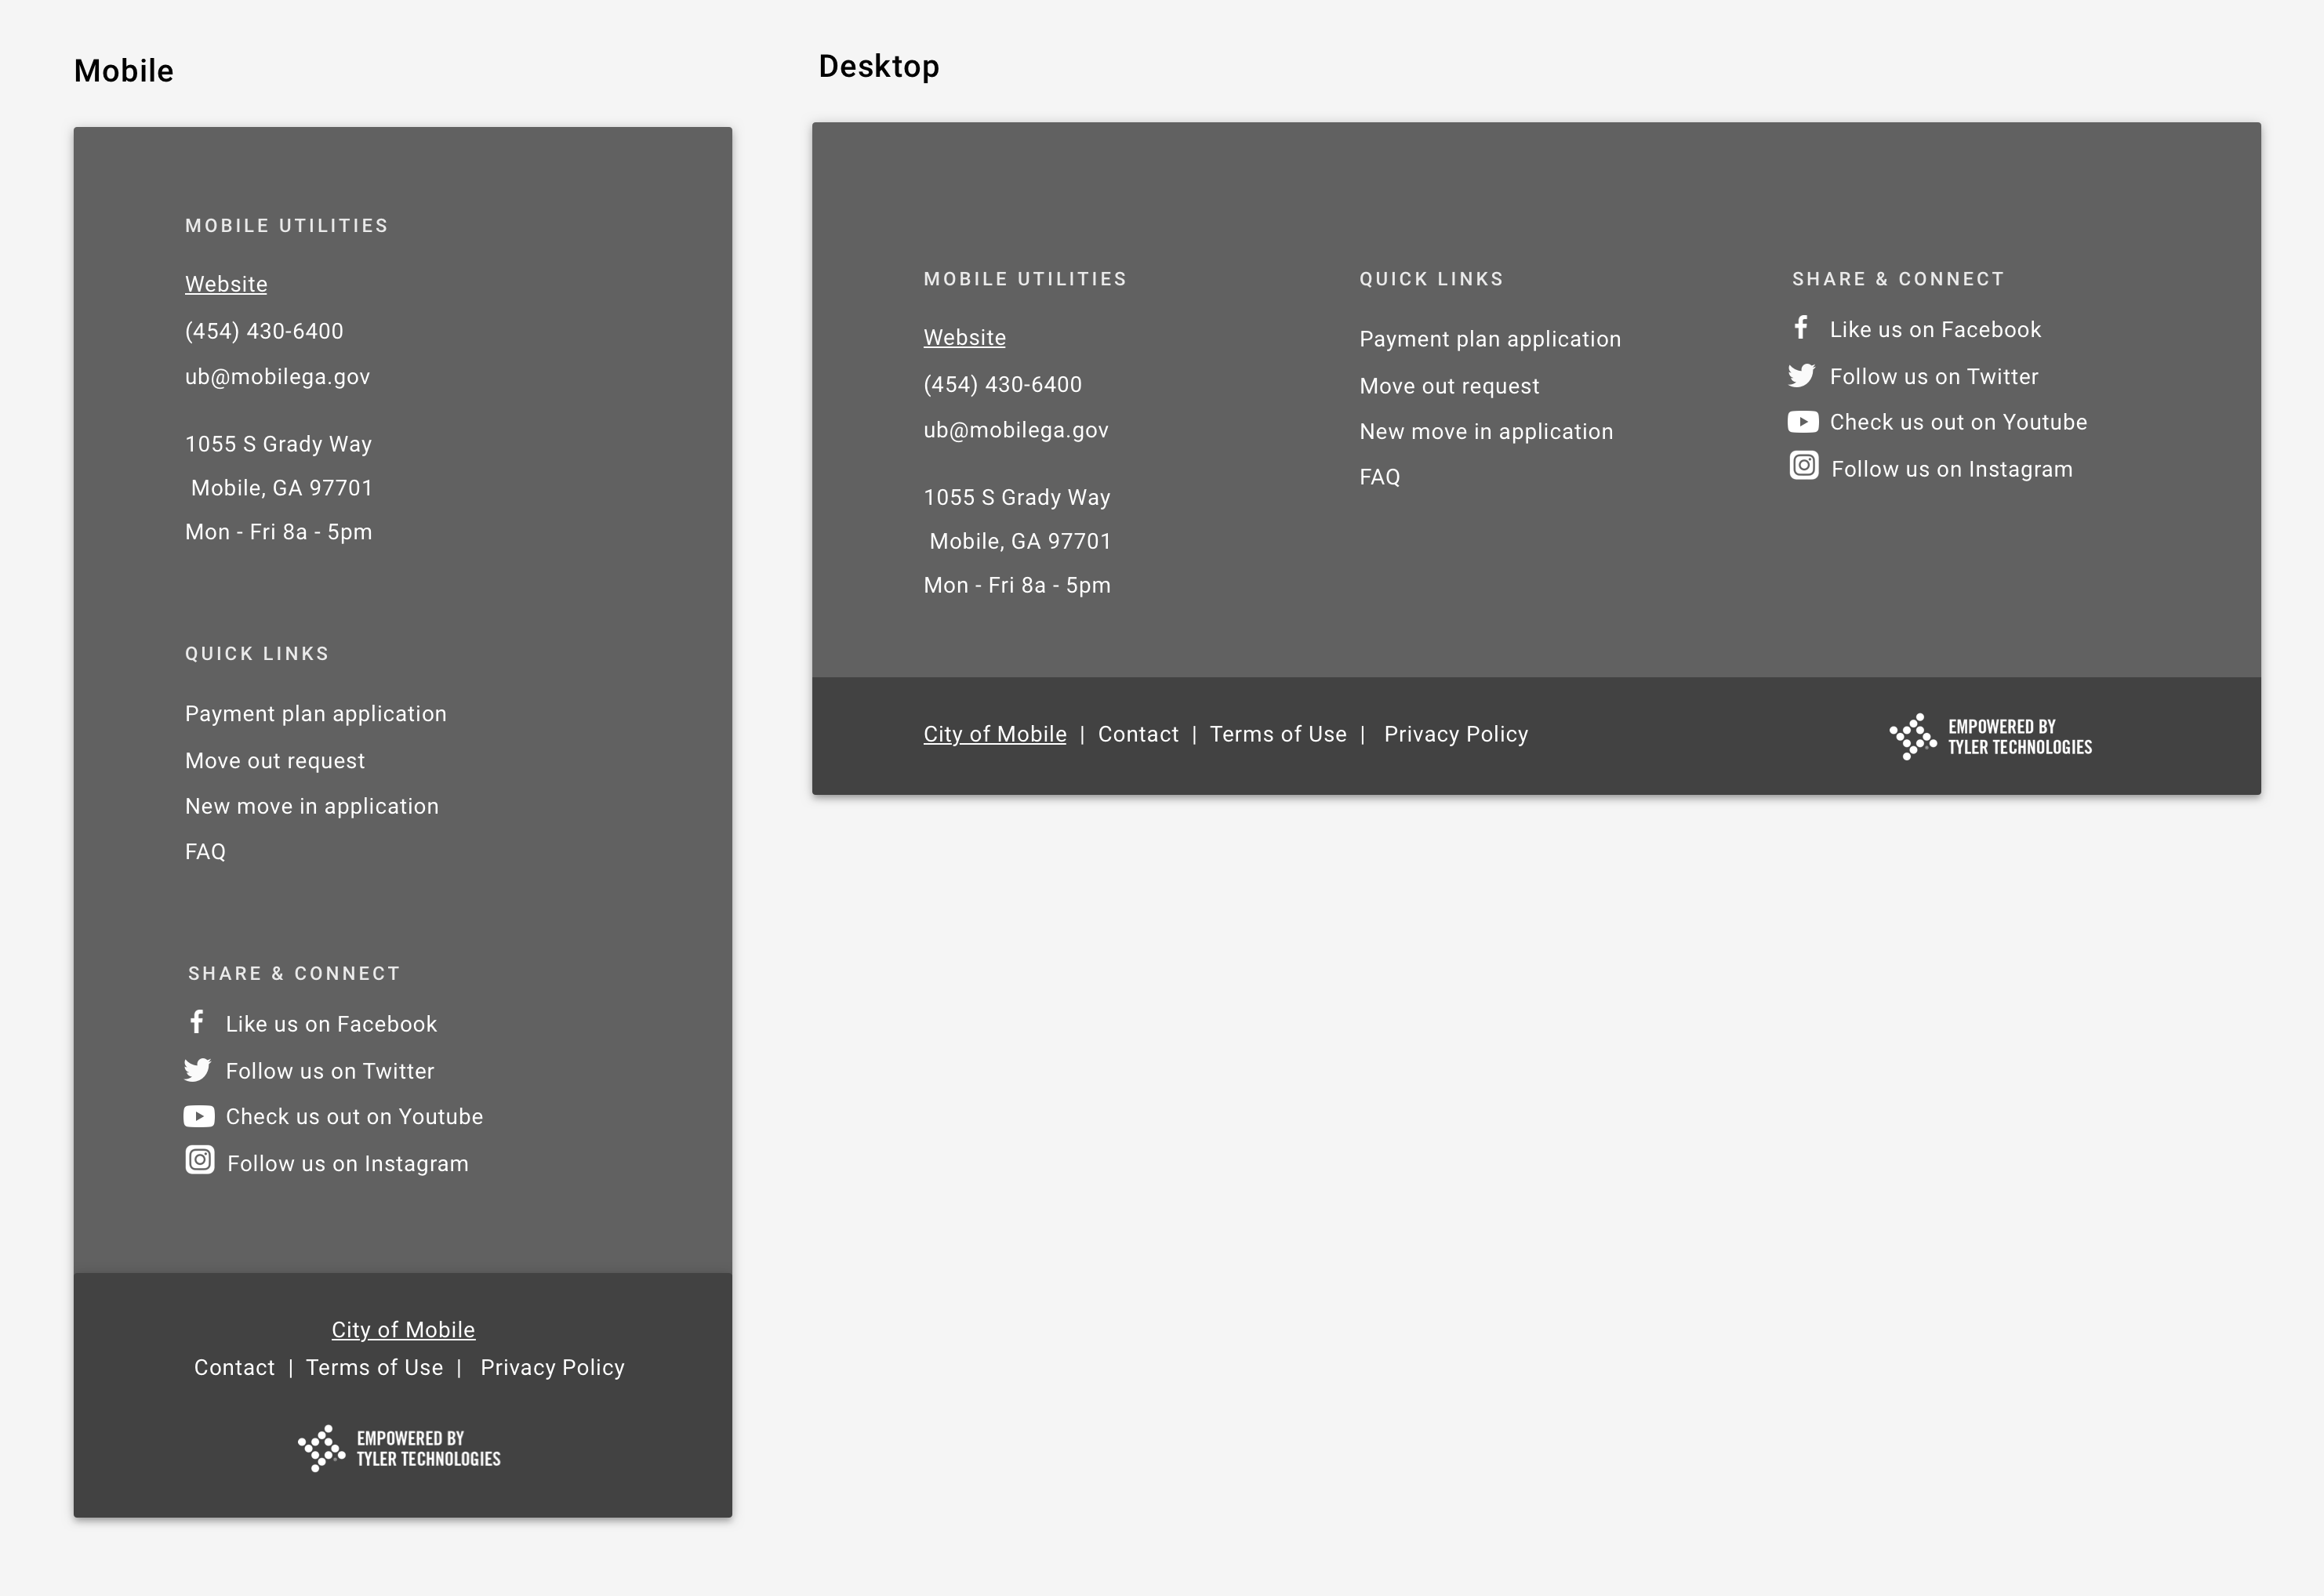 Mobile
MOBILE UTILITIES
Website
(454) 430-6400
ub@mobilega.gov
1055 S Grady Way
Mobile, GA 97701
Mon - Fri 8a - 5pm
QUICK LINKS
Payment plan application
Move out request
New move in application
FAQ
SHARE & CONNECT
Like us on Facebook
Follow us on Twitter
Check us out on Youtube
Follow us on Instagram
City of Mobile
Contact | Terms of Use | Privacy Policy
EMPOWERED BY
TYLER TECHNOLOGIES
Desktop
MOBILE UTILITIES
Website
(454) 430-6400
ub@mobilega.gov
1055 S Grady Way
Mobile, GA 97701
Mon - Fri 8a - 5pm
QUICK LINKS
Payment plan application
Move out request
New move in application
FAQ
SHARE & CONNECT
Like us on Facebook
Follow us on Twitter
Check us out on Youtube
Follow us on Instagram
City of Mobile | Contact | Terms of Use | Privacy Policy
EMPOWERED BY
TYLER TECHNOLOGIES